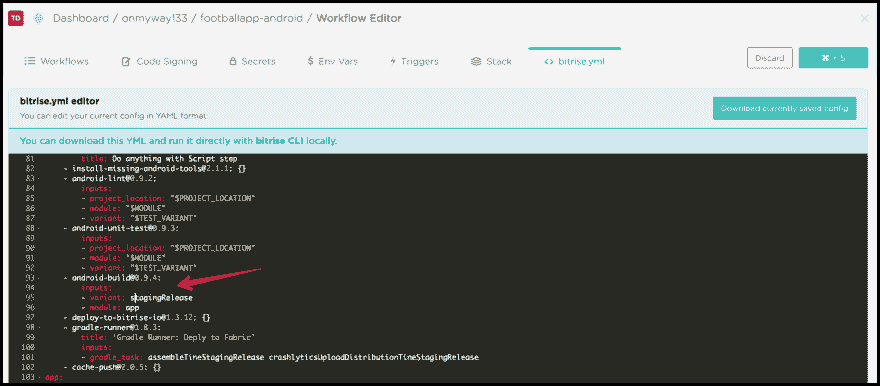 TD Dashboard / onmyway133 / footballapp-android / Workflow Editor
Workflows Code Signing Secrets $ Env Vars Triggers Stack <> bitrise.yml Discard ⌘ + S
bitrise.yml editor
You can edit your current config in YAML format.
Download currently saved config
You can download this YML and run it directly with bitrise CLI locally.
81 title: Do anything with Script step
82 - install-missing-android-tools@2.1.1: {}
83 - android-lint@0.9.2:
84 inputs:
85 - project_location: "$PROJECT_LOCATION"
86 - module: "$MODULE"
87 - variant: "$TEST_VARIANT"
88 - android-unit-test@0.9.3:
89 inputs:
90 - project_location: "$PROJECT_LOCATION"
91 - module: "$MODULE"
92 - variant: "$TEST_VARIANT"
93 - android-build@0.9.4:
94 inputs:
95 - variant: stagingRelease
96 - module: app
97 - deploy-to-bitrise-io@1.3.12: {}
98 - gradle-runner@1.8.3:
99 title: 'Gradle Runner: Deply to Fabric'
100 inputs:
101 - gradle_task: assembleTineStagingRelease crashlyticsUploadDistributionTineStagingRelease
102 - cache-push@2.0.5: {}
103 app: